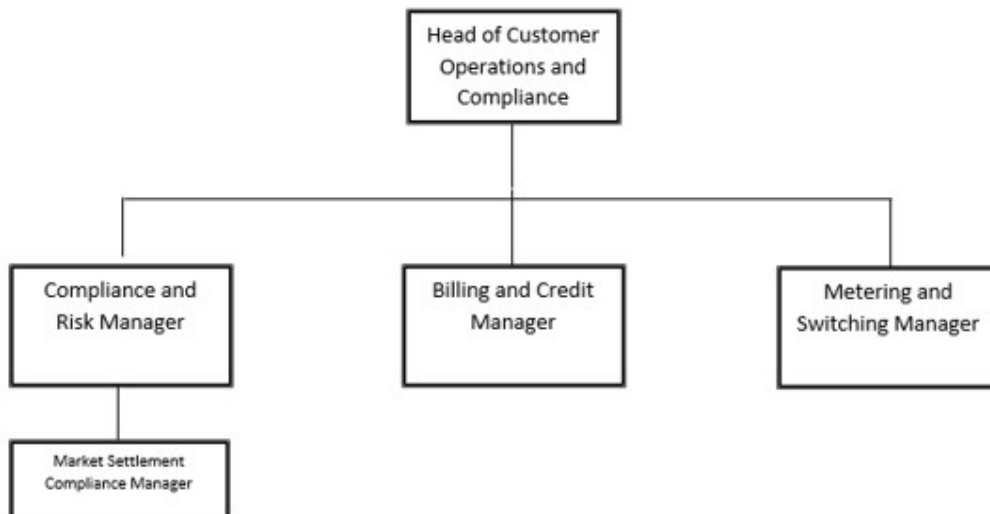 Head of Customer
Operations and
Compliance
Compliance and
Risk Manager
Billing and Credit
Manager
Metering and
Switching Manager
Market Settlement
Compliance Manager